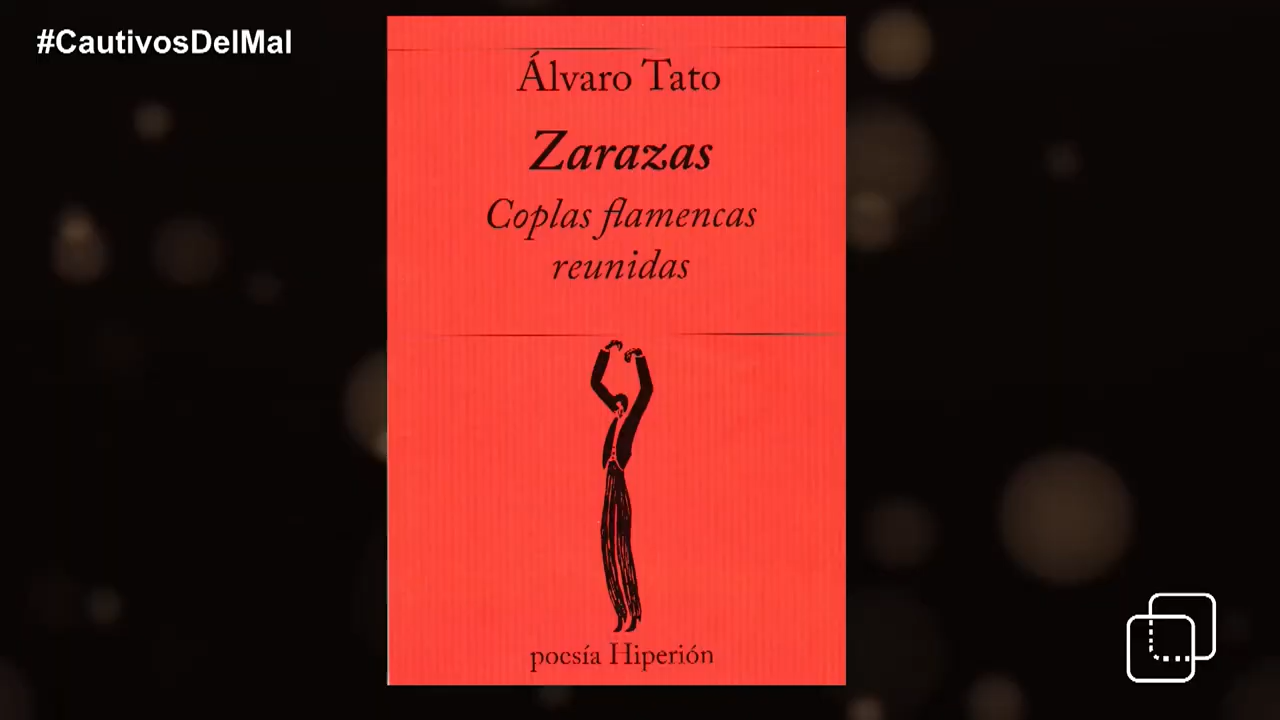 #CautivosDelMal
Álvaro Tato
Zarazas
Coplas flamencas
reunidas
poesía Hiperión